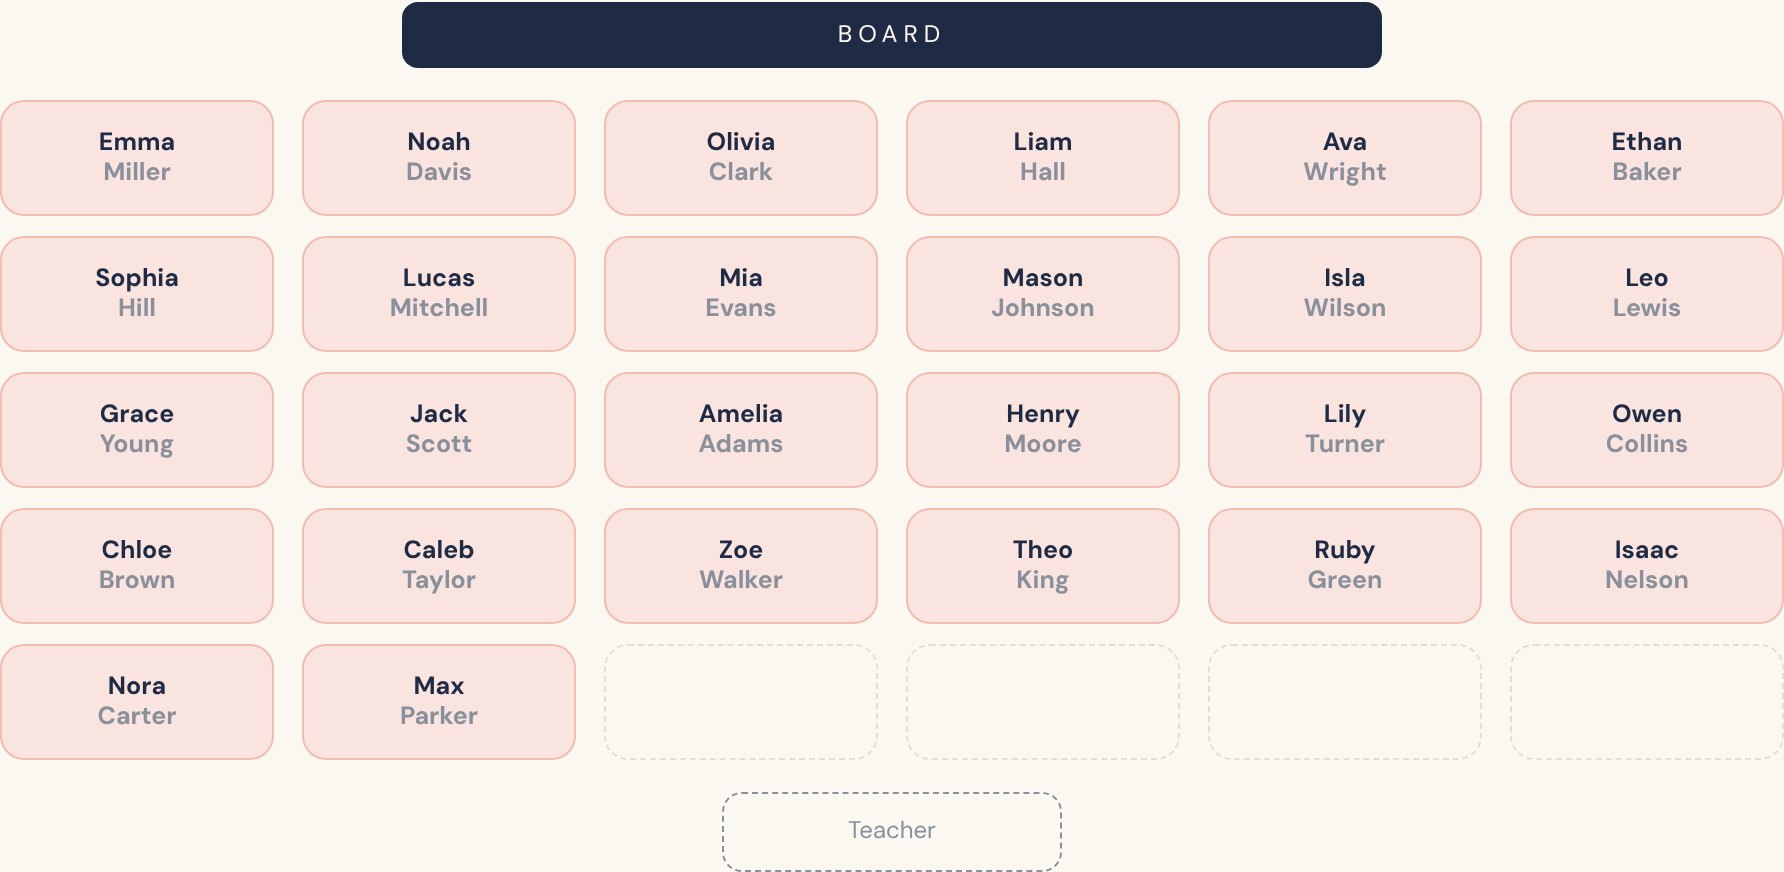 BOARD
Emma
Miller
Noah
Davis
Olivia
Clark
Liam
Hall
Ava
Wright
Ethan
Baker
Sophia
Hill
Lucas
Mitchell
Mia
Evans
Mason
Johnson
Isla
Wilson
Leo
Lewis
Grace
Young
Jack
Scott
Amelia
Adams
Henry
Moore
Lily
Turner
Owen
Collins
Chloe
Brown
Caleb
Taylor
Zoe
Walker
Theo
King
Ruby
Green
Isaac
Nelson
Nora
Carter
Max
Parker
Teacher